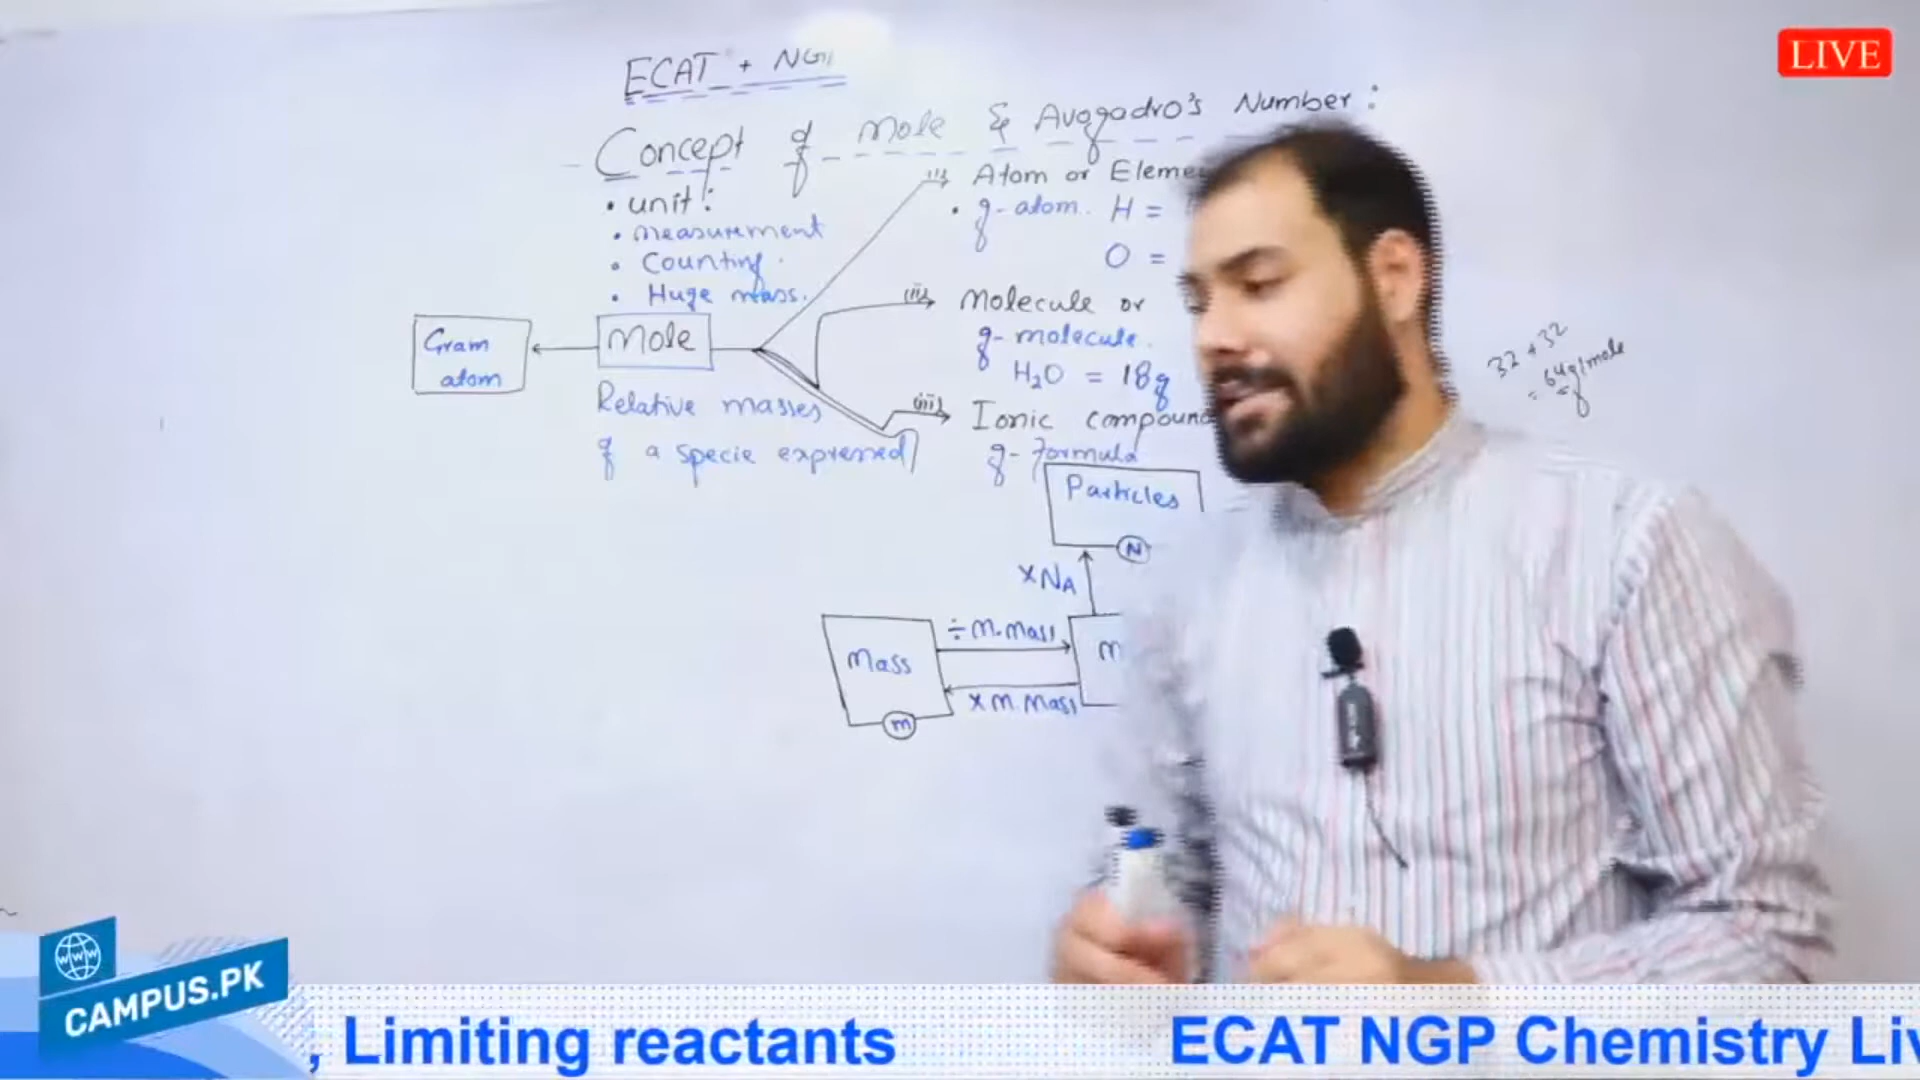 LIVE
ECAT + NGP
Concept of Mole & Avogadro's Number:
• unit:
• measurement
• Counting.
• Huge mass.
Gram
atom
Mole
Relative masses
of a specie expressed
(i) Atom or Eleme
• g-atom. H =
O =
(ii) Molecule or
g-molecule.
H₂O = 18g
(iii) Ionic compound
g-formula
32 + 32
= 64g/mole
Particles
N
×NA
÷ M.Mass
Mass
m
× M.Mass
M
WWW
CAMPUS.PK
, Limiting reactants
ECAT NGP Chemistry Liv